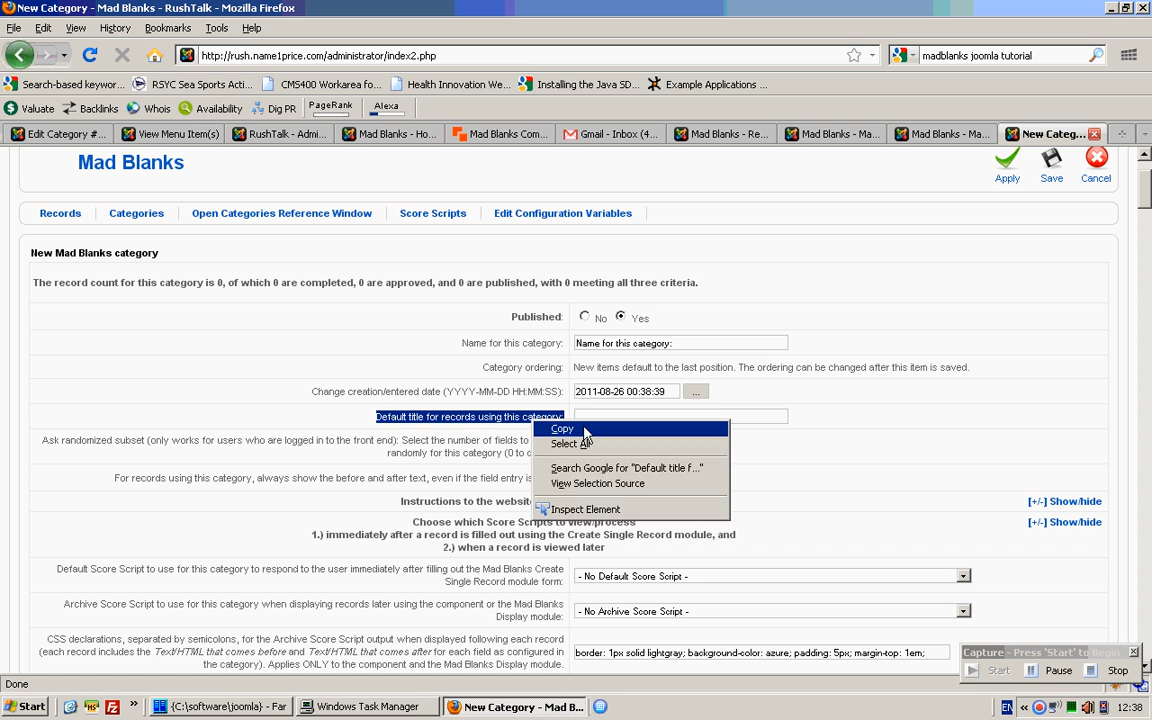 New Category - Mad Blanks - RushTalk - Mozilla Firefox
File Edit View History Bookmarks Tools Help
http://rush.name1price.com/administrator/index2.php
madblanks joomla tutorial
Search-based keywor... RSYC Sea Sports Acti... CMS400 Workarea fo... Health Innovation We... Installing the Java SD... Example Applications ...
Valuate Backlinks Whois Availability Dig PR PageRank Alexa
Edit Category #... View Menu Item(s) RushTalk - Admi... Mad Blanks - Ho... Mad Blanks Com... Gmail - Inbox (4... Mad Blanks - Re... Mad Blanks - Ma... Mad Blanks - Ma... New Categ...
Mad Blanks
Apply Save Cancel
Records Categories Open Categories Reference Window Score Scripts Edit Configuration Variables
New Mad Blanks category
The record count for this category is 0, of which 0 are completed, 0 are approved, and 0 are published, with 0 meeting all three criteria.
Published: No Yes
Name for this category: Name for this category:
Category ordering: New items default to the last position. The ordering can be changed after this item is saved.
Change creation/entered date (YYYY-MM-DD HH:MM:SS): 2011-08-26 00:38:39 ...
Default title for records using this category:
Copy
Select All
Search Google for "Default title f..."
View Selection Source
Inspect Element
Ask randomized subset (only works for users who are logged in to the front end): Select the number of fields to
randomly for this category (0 to
For records using this category, always show the before and after text, even if the field entry is
Instructions to the website [+/-] Show/hide
Choose which Score Scripts to view/process [+/-] Show/hide
1.) immediately after a record is filled out using the Create Single Record module, and
2.) when a record is viewed later
Default Score Script to use for this category to respond to the user immediately after filling out the Mad Blanks Create
Single Record module form: - No Default Score Script -
Archive Score Script to use for this category when displaying records later using the component or the Mad Blanks
Display module: - No Archive Score Script -
CSS declarations, separated by semicolons, for the Archive Score Script output when displayed following each record
(each record includes the Text/HTML that comes before and Text/HTML that comes after for each field as configured in
the category). Applies ONLY to the component and the Mad Blanks Display module.
border: 1px solid lightgray; background-color: azure; padding: 5px; margin-top: 1em;
Capture - Press 'Start' to Begin
Start Pause Stop
Done
Start {C:\software\joomla} - Far Windows Task Manager New Category - Mad B... EN 12:38